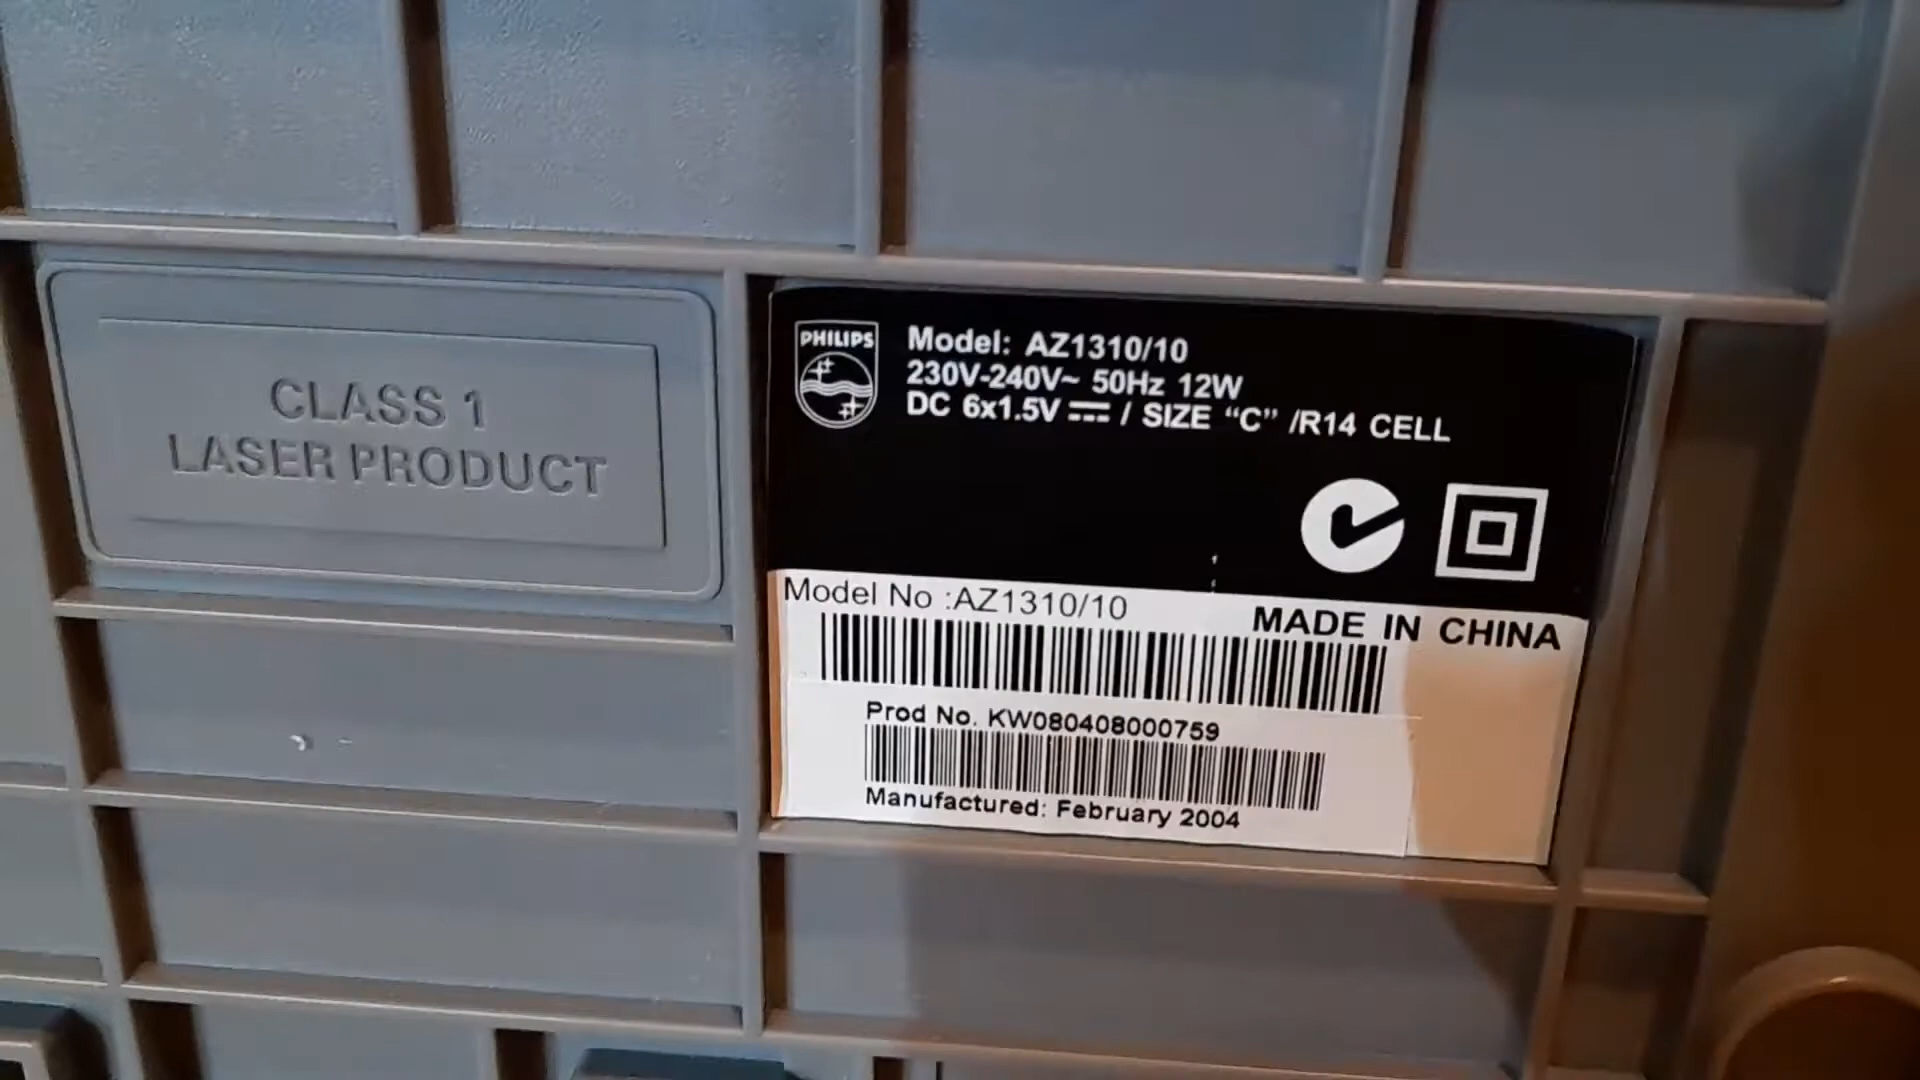 CLASS 1
LASER PRODUCT
PHILIPS
Model: AZ1310/10
230V-240V~ 50Hz 12W
DC 6x1.5V ⎓ / SIZE “C” /R14 CELL
Model No :AZ1310/10
MADE IN CHINA
Prod No. KW080408000759
Manufactured: February 2004